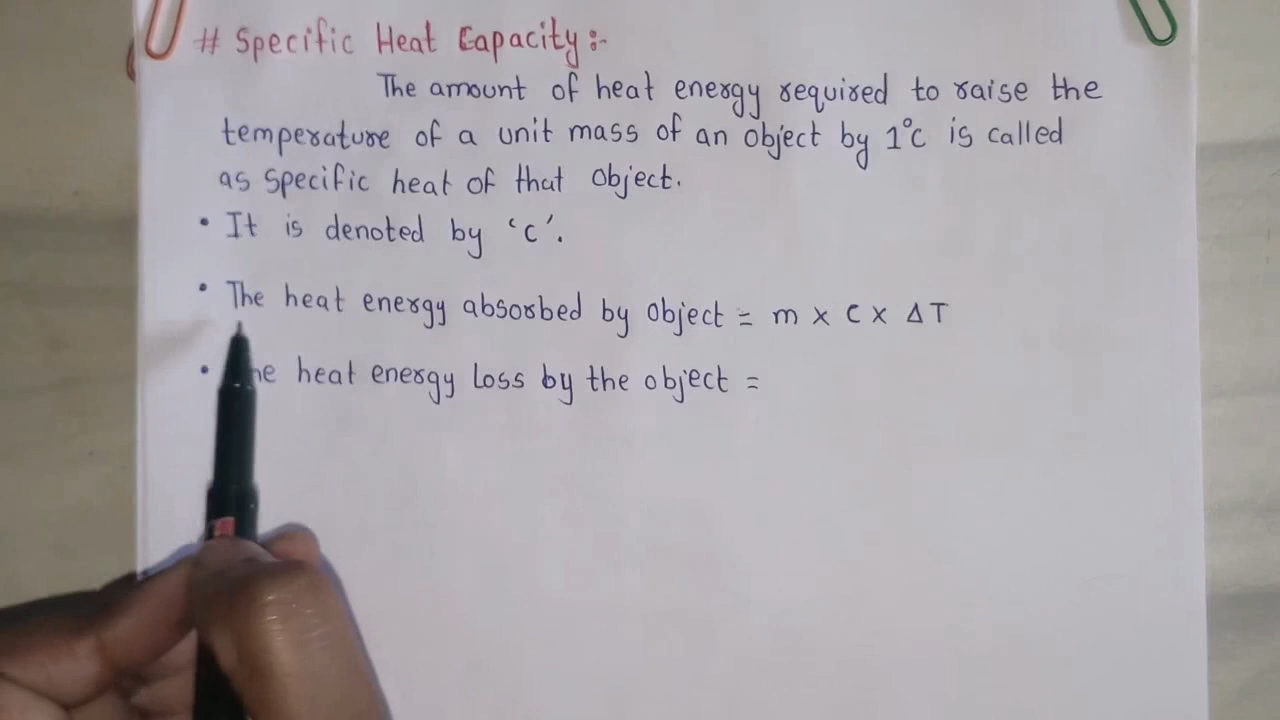 # Specific Heat Capacity :-
The amount of heat energy required to raise the
temperature of a unit mass of an object by 1°C is called
as specific heat of that object.
• It is denoted by ‘c’.
• The heat energy absorbed by object = m × c × ΔT
• The heat energy Loss by the object =